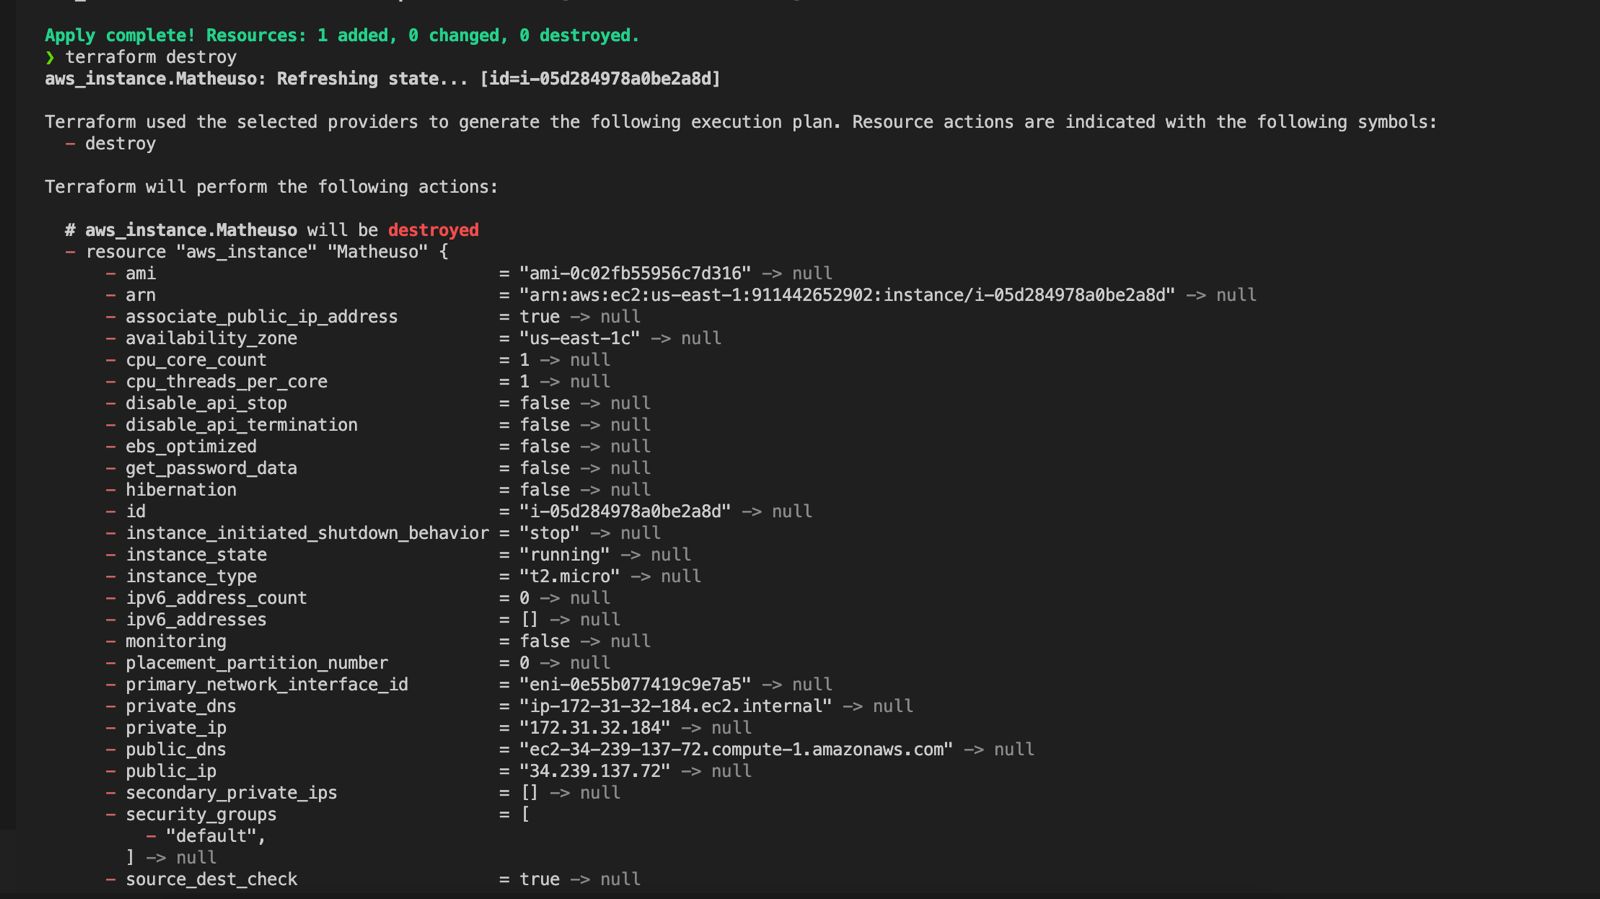 Apply complete! Resources: 1 added, 0 changed, 0 destroyed.
❯ terraform destroy
aws_instance.Matheuso: Refreshing state... [id=i-05d284978a0be2a8d]
Terraform used the selected providers to generate the following execution plan. Resource actions are indicated with the following symbols:
- destroy
Terraform will perform the following actions:
# aws_instance.Matheuso will be destroyed
- resource "aws_instance" "Matheuso" {
- ami = "ami-0c02fb55956c7d316" -> null
- arn = "arn:aws:ec2:us-east-1:911442652902:instance/i-05d284978a0be2a8d" -> null
- associate_public_ip_address = true -> null
- availability_zone = "us-east-1c" -> null
- cpu_core_count = 1 -> null
- cpu_threads_per_core = 1 -> null
- disable_api_stop = false -> null
- disable_api_termination = false -> null
- ebs_optimized = false -> null
- get_password_data = false -> null
- hibernation = false -> null
- id = "i-05d284978a0be2a8d" -> null
- instance_initiated_shutdown_behavior = "stop" -> null
- instance_state = "running" -> null
- instance_type = "t2.micro" -> null
- ipv6_address_count = 0 -> null
- ipv6_addresses = [] -> null
- monitoring = false -> null
- placement_partition_number = 0 -> null
- primary_network_interface_id = "eni-0e55b077419c9e7a5" -> null
- private_dns = "ip-172-31-32-184.ec2.internal" -> null
- private_ip = "172.31.32.184" -> null
- public_dns = "ec2-34-239-137-72.compute-1.amazonaws.com" -> null
- public_ip = "34.239.137.72" -> null
- secondary_private_ips = [] -> null
- security_groups = [
- "default",
] -> null
- source_dest_check = true -> null